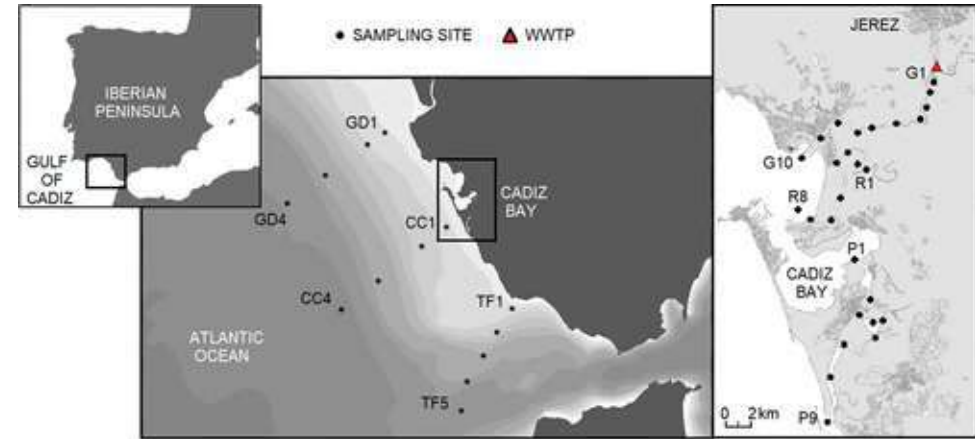 SAMPLING SITE
WWTP
IBERIAN
PENINSULA
GULF
OF
CADIZ
GD1
GD4
CC1
CADIZ
BAY
CC4
TF1
ATLANTIC
OCEAN
TF5
JEREZ
G1
G10
R1
R8
P1
CADIZ
BAY
0 2km
P9